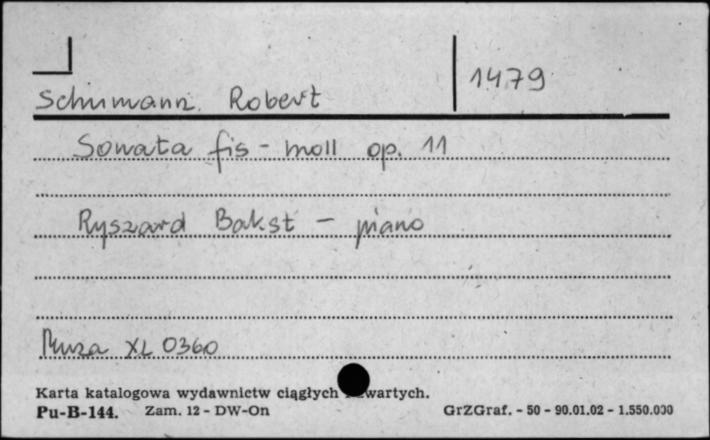 Schumann. Robert 1479
Sonata fis - moll op. 11
Ryszard Bakst - piano
Muza XL 0360
Karta katalogowa wydawnictw ciągłych wartych.
Pu-B-144. Zam. 12 - DW-On GrZGraf. - 50 - 90.01.02 - 1.550.000